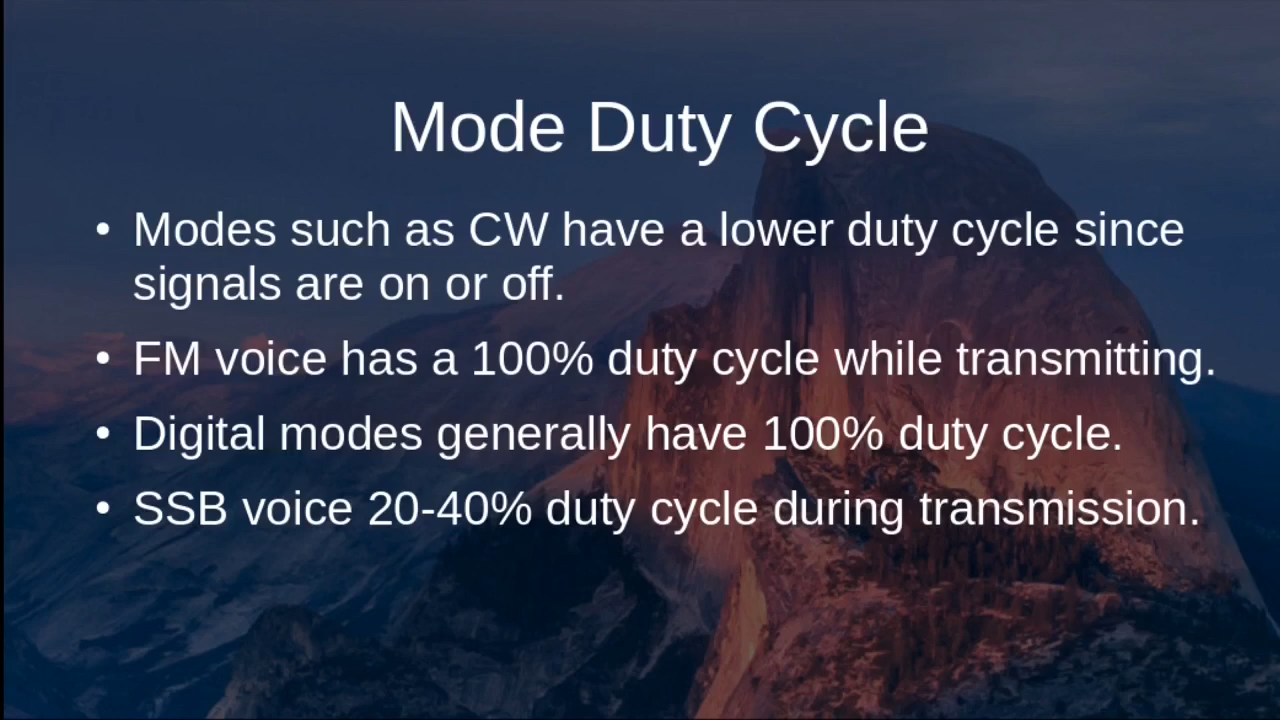 Mode Duty Cycle
• Modes such as CW have a lower duty cycle since
signals are on or off.
• FM voice has a 100% duty cycle while transmitting.
• Digital modes generally have 100% duty cycle.
• SSB voice 20-40% duty cycle during transmission.